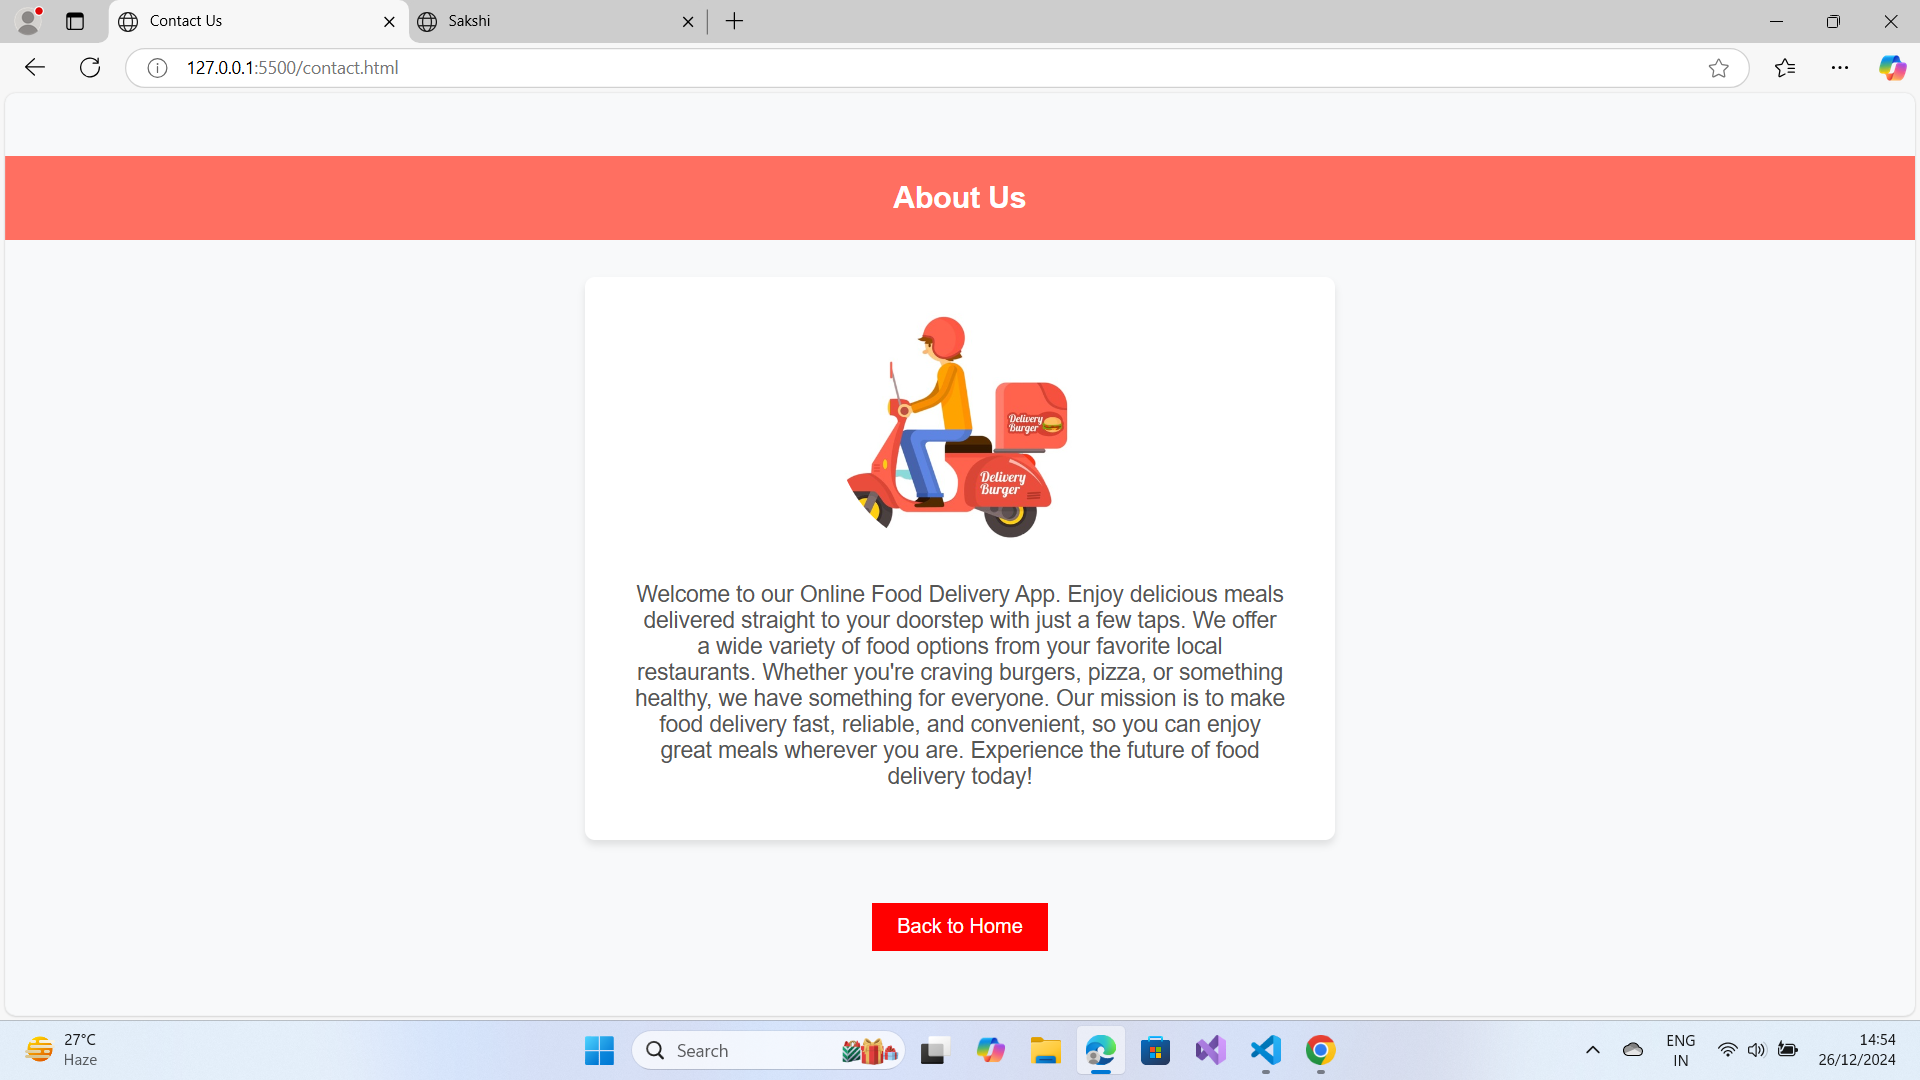 Contact Us
Sakshi
127.0.0.1:5500/contact.html
About Us
Delivery
Burger
Delivery
Burger
Welcome to our Online Food Delivery App. Enjoy delicious meals
delivered straight to your doorstep with just a few taps. We offer
a wide variety of food options from your favorite local
restaurants. Whether you're craving burgers, pizza, or something
healthy, we have something for everyone. Our mission is to make
food delivery fast, reliable, and convenient, so you can enjoy
great meals wherever you are. Experience the future of food
delivery today!
Back to Home
27°C
Haze
Search
ENG
IN
14:54
26/12/2024